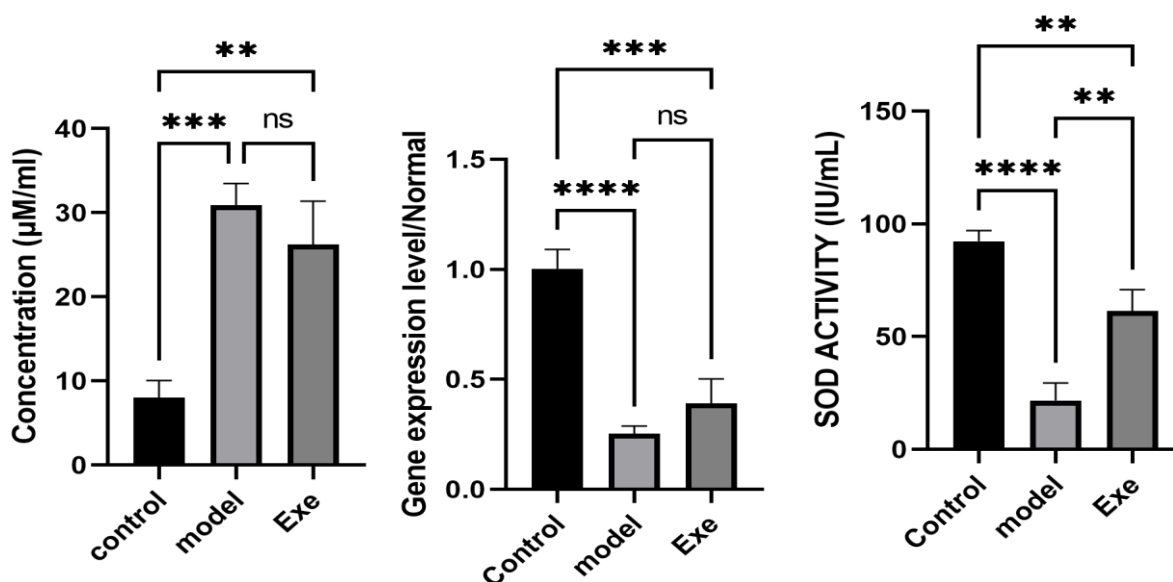 **
***
ns
Concentration (µM/ml)
40
30
20
10
0
control
model
Exe
***
ns
****
Gene expression level/Normal
1.5
1.0
0.5
0.0
Control
model
Exe
**
**
****
SOD ACTIVITY (IU/mL)
150
100
50
0
Control
model
Exe